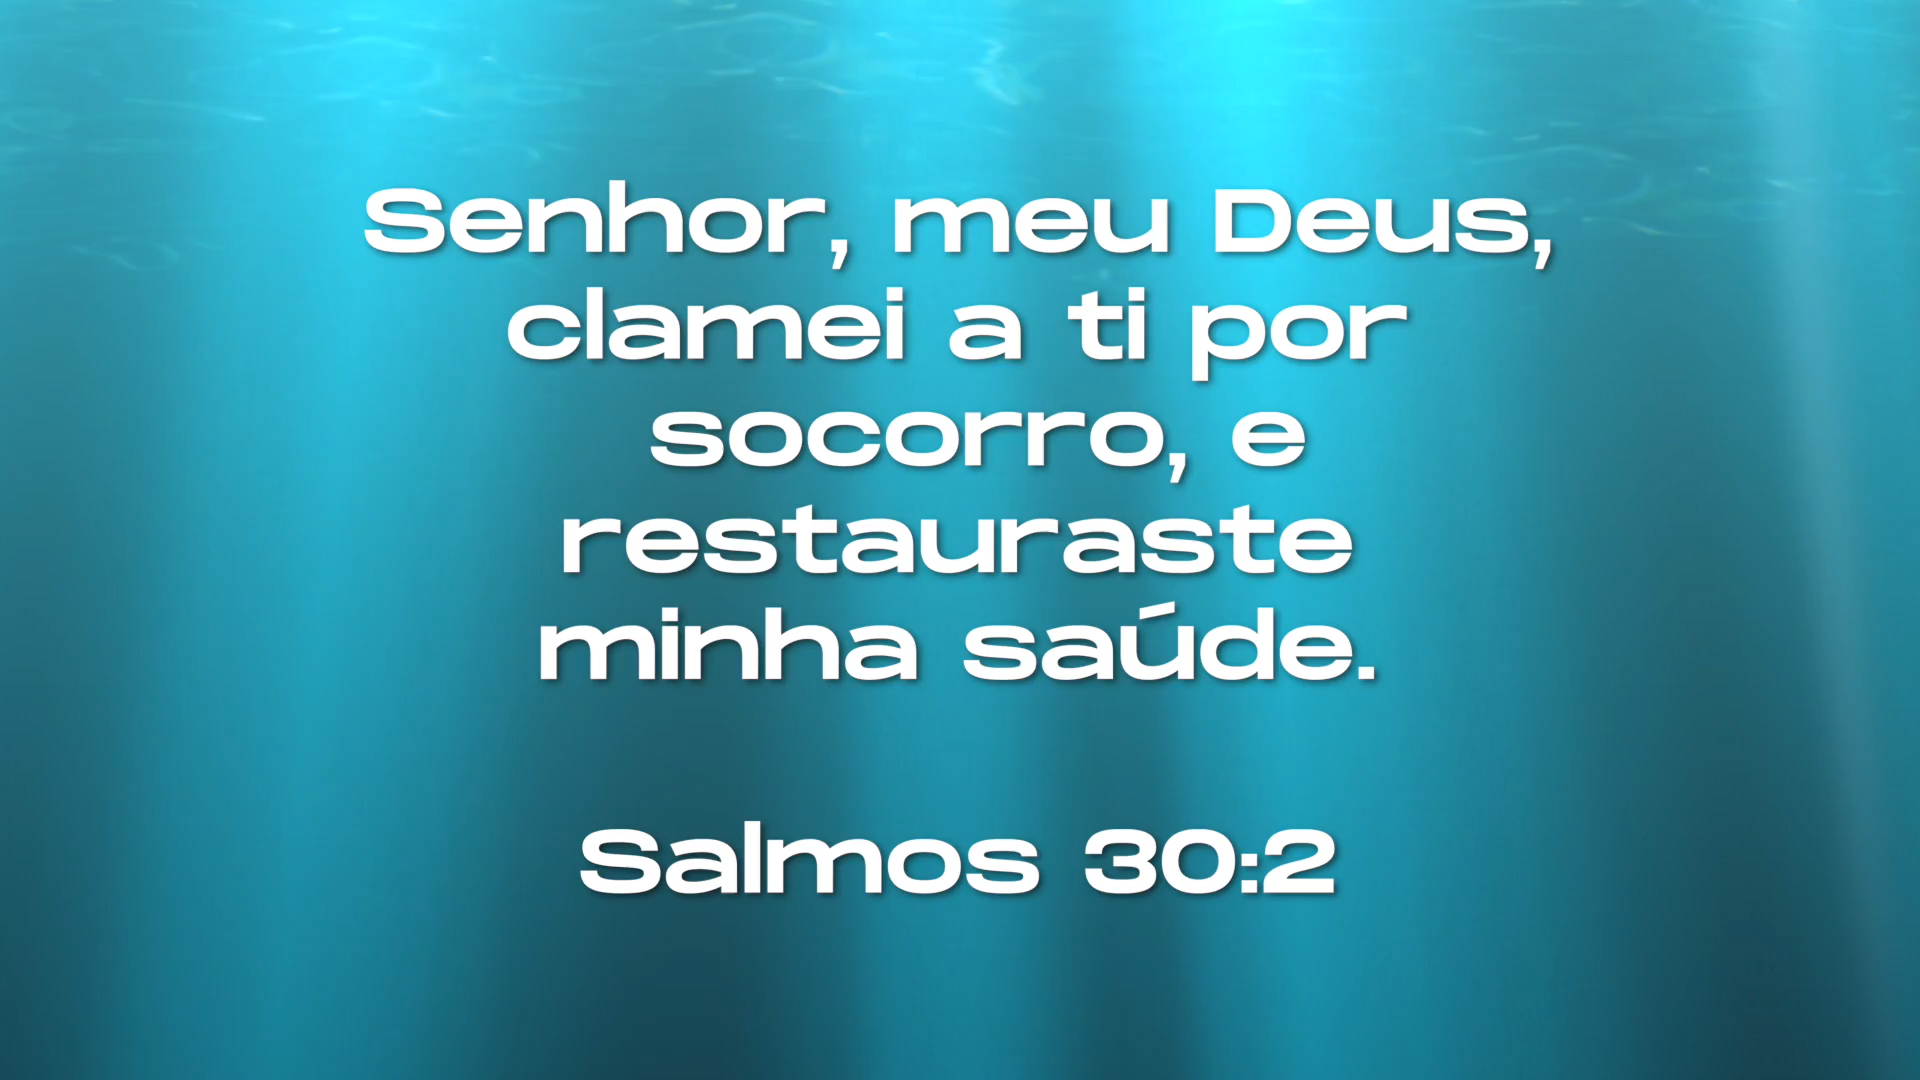 Senhor, meu Deus,
clamei a ti por
socorro, e
restauraste
minha saúde.
Salmos 30:2